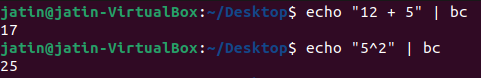 jatin@jatin-VirtualBox:~/Desktop$ echo "12 + 5" | bc
17
jatin@jatin-VirtualBox:~/Desktop$ echo "5^2" | bc
25